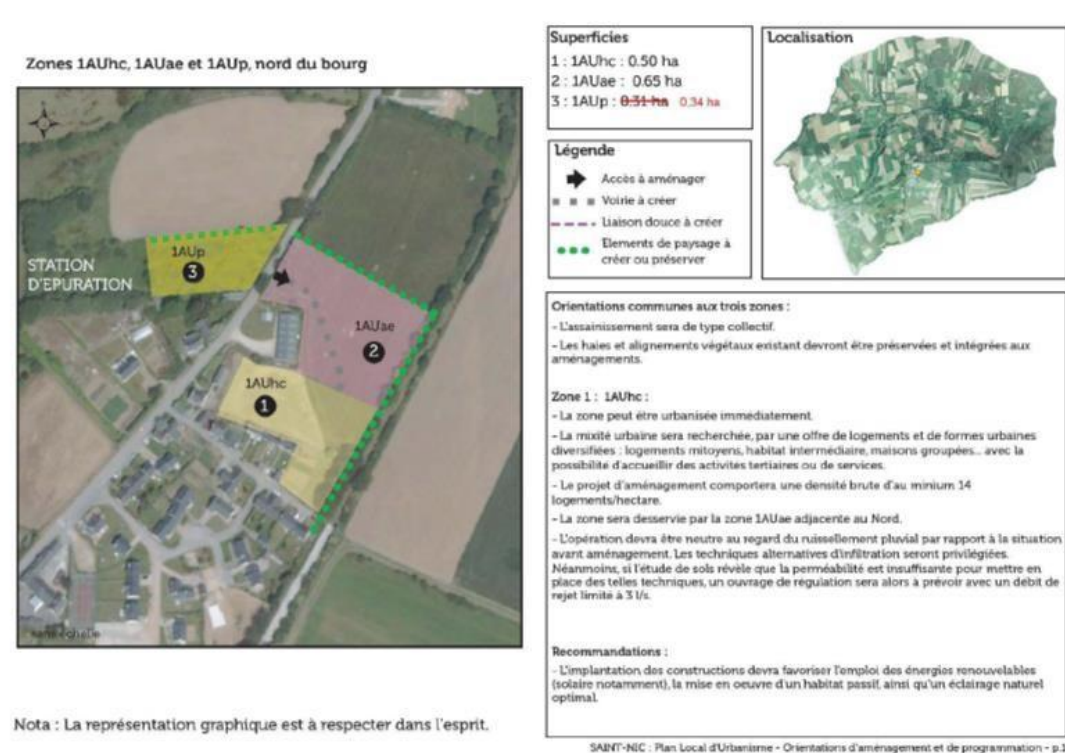 Zones 1AUhc, 1AUae et 1AUp, nord du bourg
1AUp
3
STATION
D'EPURATION
1AUae
2
1AUhc
1
Nota : La représentation graphique est à respecter dans l'esprit.
Superficies
1 : 1AUhc : 0.50 ha
2 : 1AUae : 0.65 ha
3 : 1AUp : 0.31 ha 0,34 ha
Légende
Accès à aménager
Voirie à créer
Liaison douce à créer
Elements de paysage à
créer ou préserver
Localisation
Orientations communes aux trois zones :
- L'assainissement sera de type collectif.
- Les haies et alignements végétaux existant devront être préservées et intégrées aux
aménagements.
Zone 1 : 1AUhc :
- La zone peut être urbanisée immédiatement.
- La mixité urbaine sera recherchée, par une offre de logements et de formes urbaines
diversifiées : logements mitoyens, habitat intermédiaire, maisons groupées... avec la
possibilité d'accueillir des activités tertiaires ou de services.
- Le projet d'aménagement comportera une densité brute d'au minium 14
logements/hectare.
- La zone sera desservie par la zone 1AUae adjacente au Nord.
- L'opération devra être neutre au regard du ruissellement pluvial par rapport à la situation
avant aménagement. Les techniques alternatives d'infiltration seront privilégiées.
Néanmoins, si l'étude de sols révèle que la perméabilité est insuffisante pour mettre en
place des telles techniques, un ouvrage de régulation sera alors à prévoir avec un débit de
rejet limité à 3 l/s.
Recommandations :
- L'implantation des constructions devra favoriser l'emploi des énergies renouvelables
(solaire notamment), la mise en oeuvre d'un habitat passif, ainsi qu'un éclairage naturel
optimal.
SAINT-NIC : Plan Local d'Urbanisme - Orientations d'aménagement et de programmation - p.1